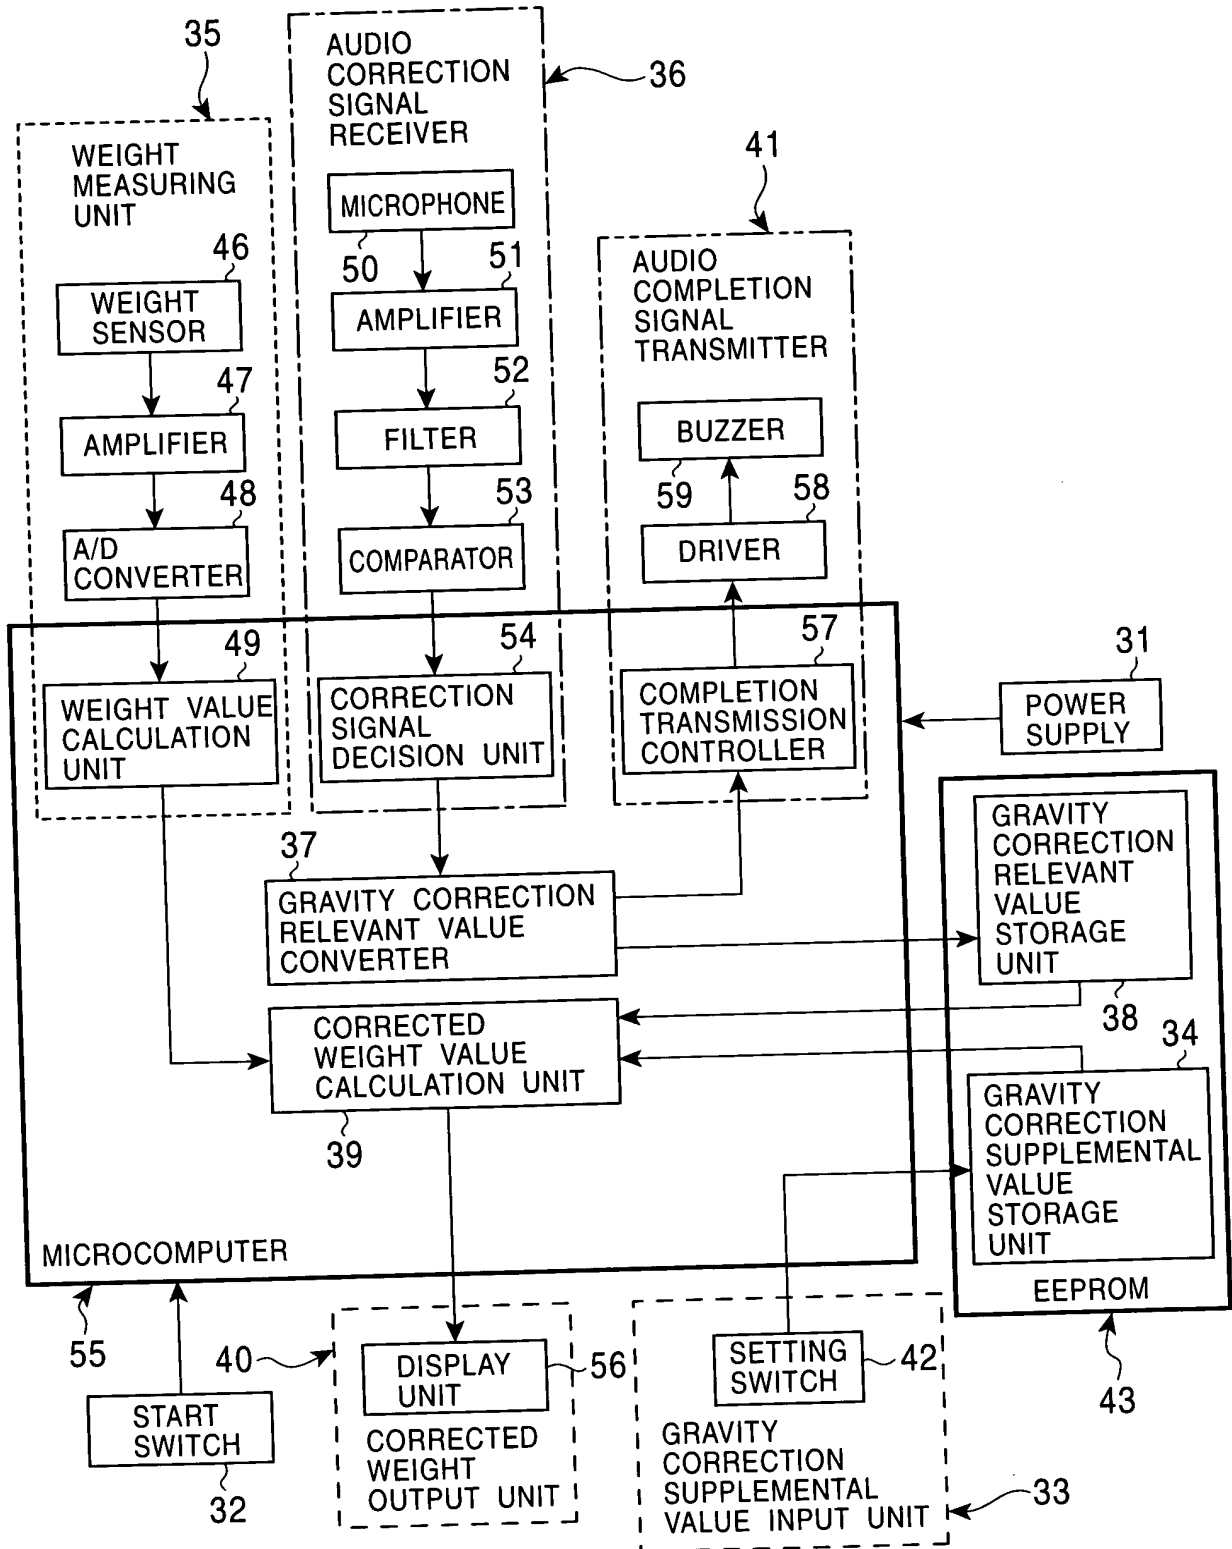 35
WEIGHT
MEASURING
UNIT
46
WEIGHT
SENSOR
47
AMPLIFIER
48
A/D
CONVERTER
49
WEIGHT VALUE
CALCULATION
UNIT
AUDIO
CORRECTION
SIGNAL
RECEIVER
36
MICROPHONE
50
51
AMPLIFIER
52
FILTER
53
COMPARATOR
54
CORRECTION
SIGNAL
DECISION UNIT
41
AUDIO
COMPLETION
SIGNAL
TRANSMITTER
BUZZER
59
58
DRIVER
57
COMPLETION
TRANSMISSION
CONTROLLER
31
POWER
SUPPLY
37
GRAVITY CORRECTION
RELEVANT VALUE
CONVERTER
CORRECTED
WEIGHT VALUE
CALCULATION UNIT
39
GRAVITY
CORRECTION
RELEVANT
VALUE
STORAGE
UNIT
38
34
GRAVITY
CORRECTION
SUPPLEMENTAL
VALUE
STORAGE
UNIT
EEPROM
43
MICROCOMPUTER
55
START
SWITCH
32
40
DISPLAY
UNIT
56
CORRECTED
WEIGHT
OUTPUT UNIT
SETTING
SWITCH
42
GRAVITY
CORRECTION
SUPPLEMENTAL
VALUE INPUT UNIT
33